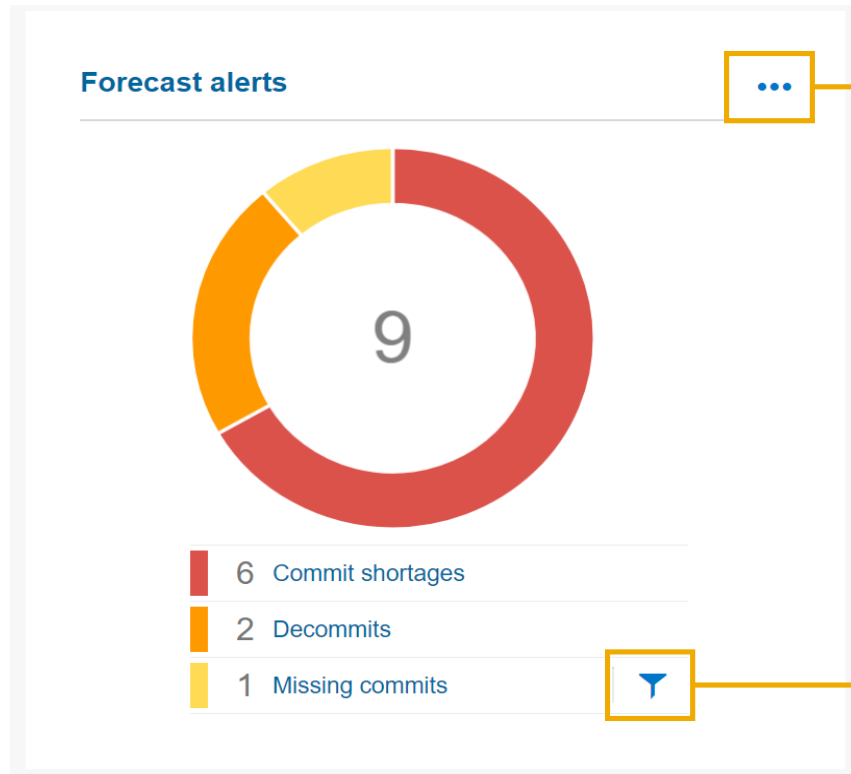 Forecast alerts
9
6 Commit shortages
2 Decommits
1 Missing commits